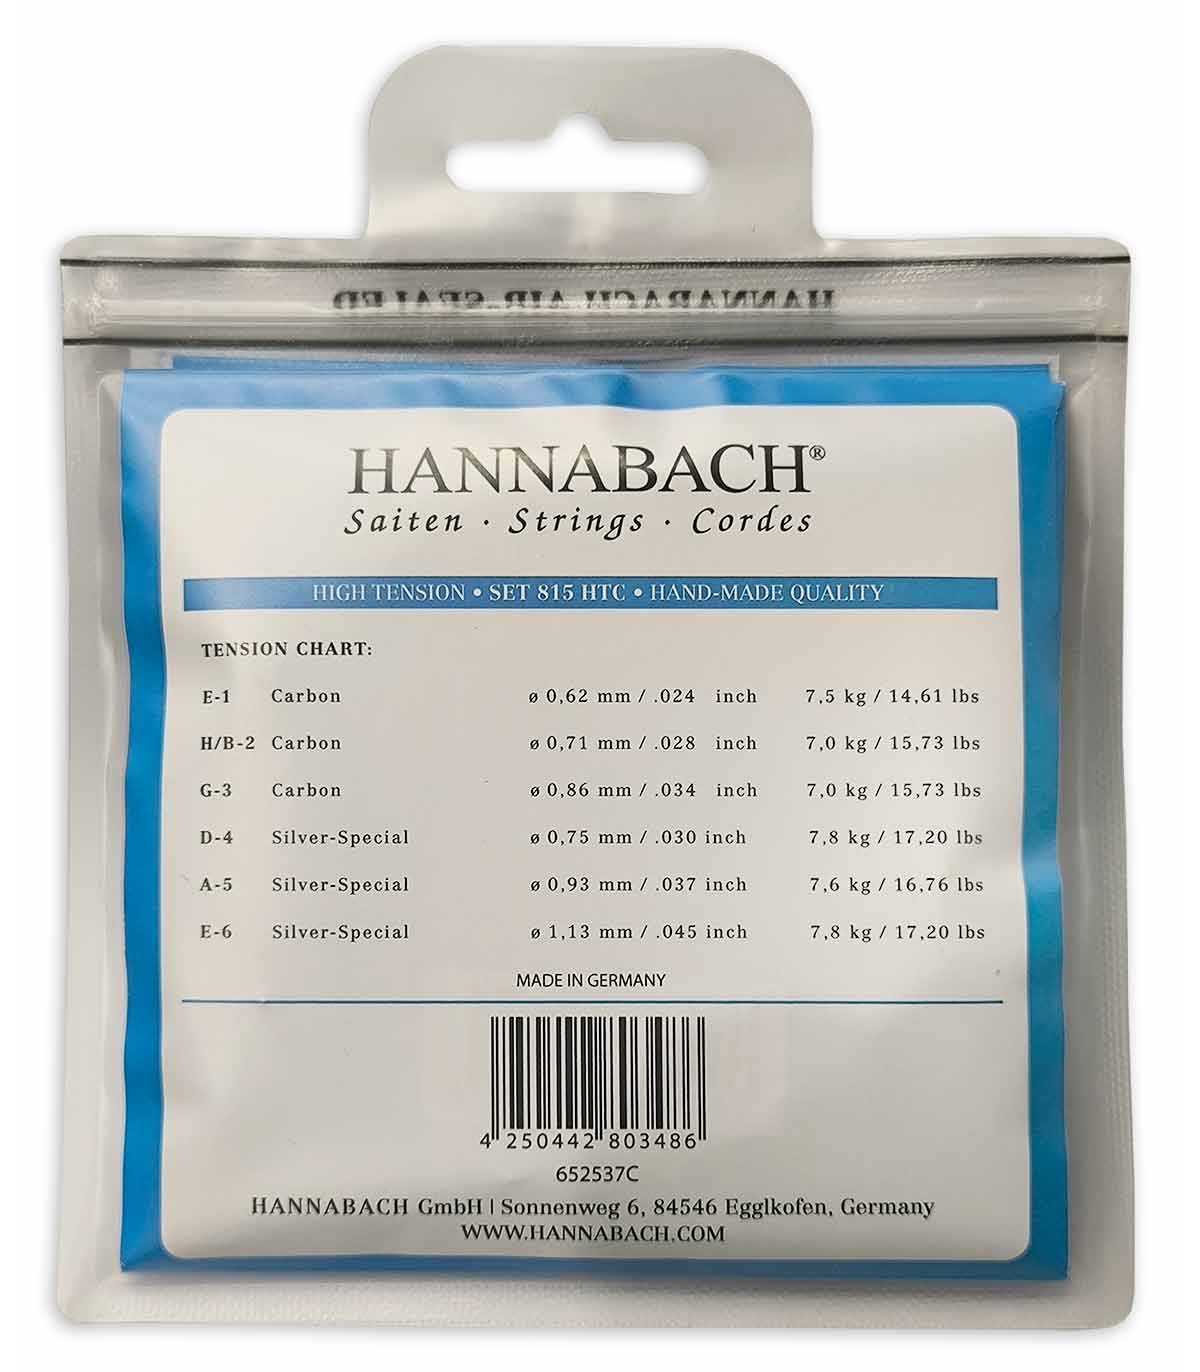 HANNABACH AIR-SEALED
HANNABACH®
Saiten · Strings · Cordes
HIGH TENSION • SET 815 HTC • HAND-MADE QUALITY
TENSION CHART:
E-1 Carbon ø 0,62 mm / .024 inch 7,5 kg / 14,61 lbs
H/B-2 Carbon ø 0,71 mm / .028 inch 7,0 kg / 15,73 lbs
G-3 Carbon ø 0,86 mm / .034 inch 7,0 kg / 15,73 lbs
D-4 Silver-Special ø 0,75 mm / .030 inch 7,8 kg / 17,20 lbs
A-5 Silver-Special ø 0,93 mm / .037 inch 7,6 kg / 16,76 lbs
E-6 Silver-Special ø 1,13 mm / .045 inch 7,8 kg / 17,20 lbs
MADE IN GERMANY
4 250442 803486
652537C
HANNABACH GmbH | Sonnenweg 6, 84546 Egglkofen, Germany
WWW.HANNABACH.COM